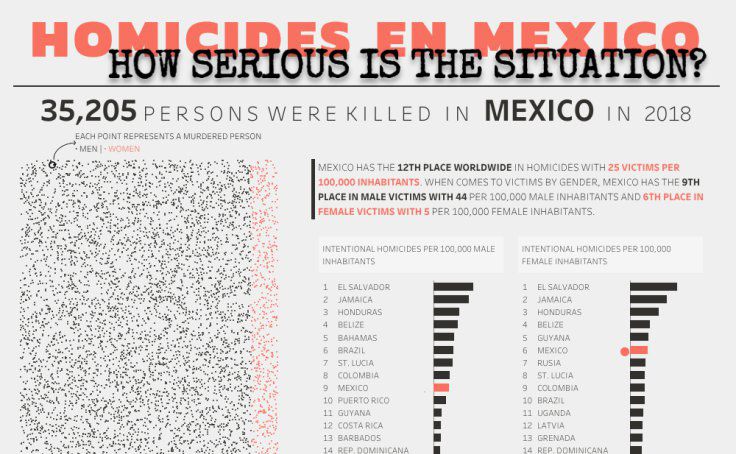 HOMICIDES EN MEXICO
HOW SERIOUS IS THE SITUATION?
35,205 PERSONS WERE KILLED IN MEXICO IN 2018
EACH POINT REPRESENTS A MURDERED PERSON
· MEN | · WOMEN
MEXICO HAS THE 12TH PLACE WORLDWIDE IN HOMICIDES WITH 25 VICTIMS PER
100,000 INHABITANTS. WHEN COMES TO VICTIMS BY GENDER, MEXICO HAS THE 9TH
PLACE IN MALE VICTIMS WITH 44 PER 100,000 MALE INHABITANTS AND 6TH PLACE IN
FEMALE VICTIMS WITH 5 PER 100,000 FEMALE INHABITANTS.
INTENTIONAL HOMICIDES PER 100,000 MALE
INHABITANTS
1 EL SALVADOR
2 JAMAICA
3 HONDURAS
4 BELIZE
5 BAHAMAS
6 BRAZIL
7 ST. LUCIA
8 COLOMBIA
9 MEXICO
10 PUERTO RICO
11 GUYANA
12 COSTA RICA
13 BARBADOS
14 REP. DOMINICANA
INTENTIONAL HOMICIDES PER 100,000
FEMALE INHABITANTS
1 EL SALVADOR
2 JAMAICA
3 HONDURAS
4 BELIZE
5 GUYANA
6 MEXICO
7 RUSIA
8 ST. LUCIA
9 COLOMBIA
10 BRAZIL
11 UGANDA
12 LATVIA
13 GRENADA
14 REP. DOMINICANA